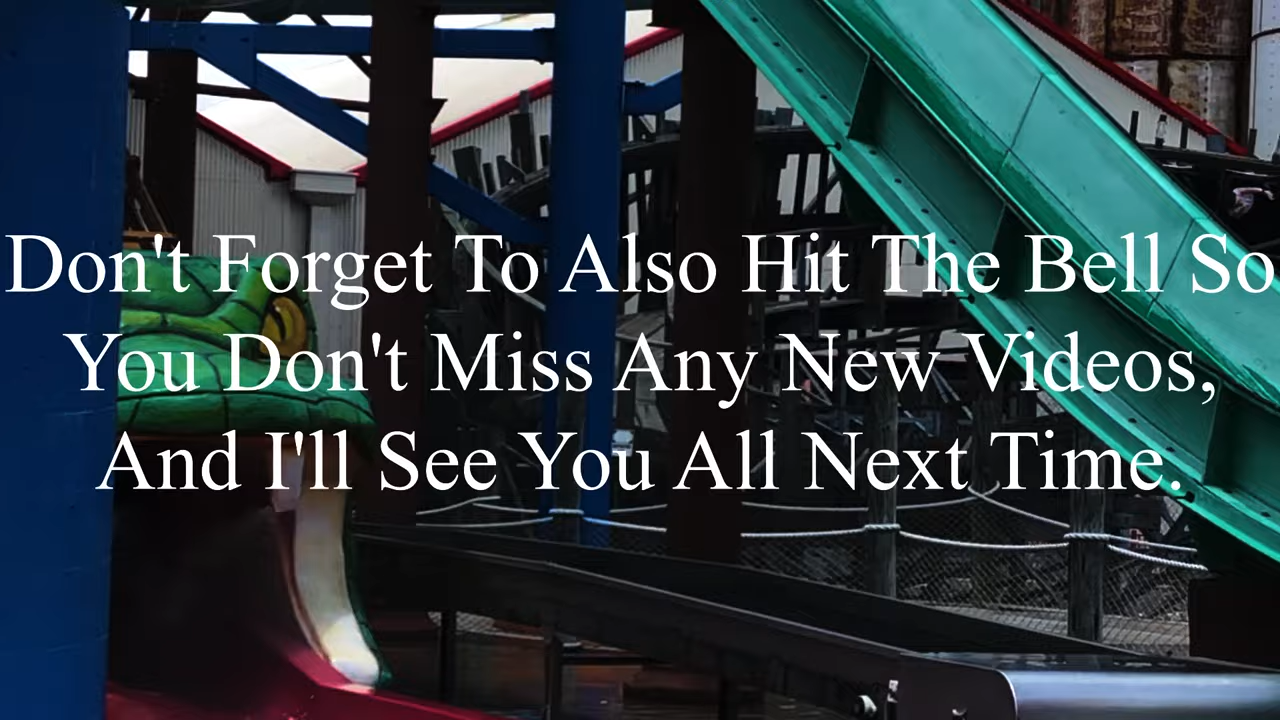 Don't Forget To Also Hit The Bell So
You Don't Miss Any New Videos,
And I'll See You All Next Time.